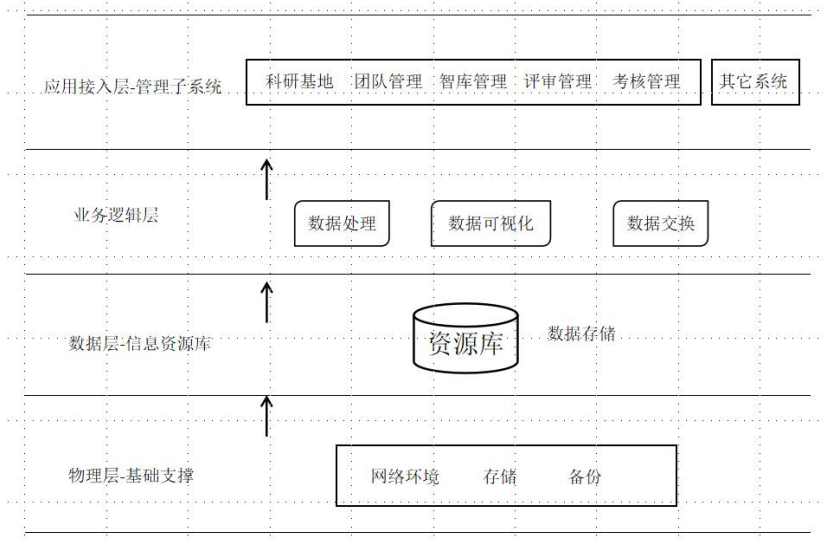 应用接入层-管理子系统
科研基地 团队管理 智库管理 评审管理 考核管理
其它系统
业务逻辑层
数据处理
数据可视化
数据交换
数据层-信息资源库
资源库
数据存储
物理层-基础支撑
网络环境 存储 备份